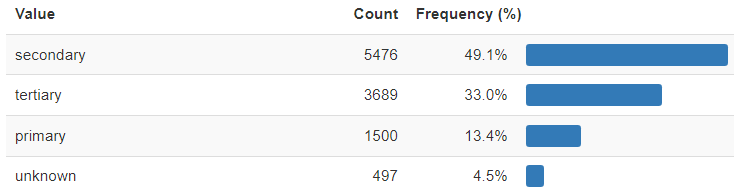 Value Count Frequency (%)
secondary 5476 49.1%
tertiary 3689 33.0%
primary 1500 13.4%
unknown 497 4.5%